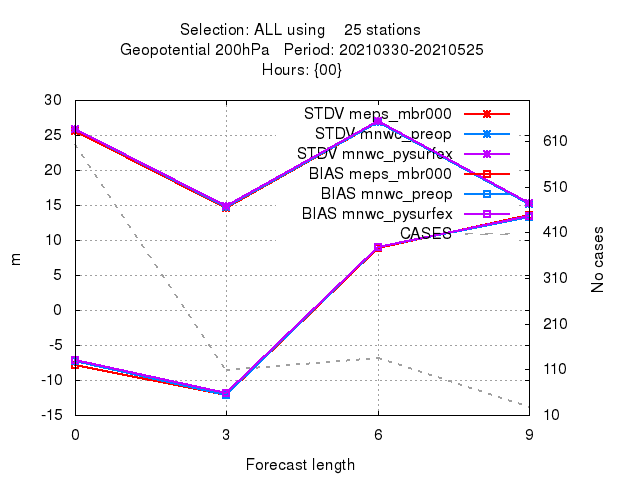 Selection: ALL using 25 stations
Geopotential 200hPa Period: 20210330-20210525
Hours: {00}
30
25
20
15
10
5
0
-5
-10
-15
m
STDV meps_mbr000
STDV mnwc_preop
STDV mnwc_pysurfex
BIAS meps_mbr000
BIAS mnwc_preop
BIAS mnwc_pysurfex
CASES
610
510
410
310
210
110
10
No cases
0 3 6 9
Forecast length